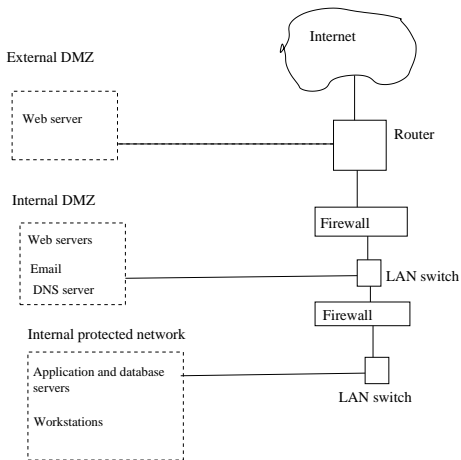 Internet
External DMZ
Web server
Router
Internal DMZ
Firewall
Web servers
Email
DNS server
LAN switch
Firewall
Internal protected network
Application and database
servers
LAN switch
Workstations